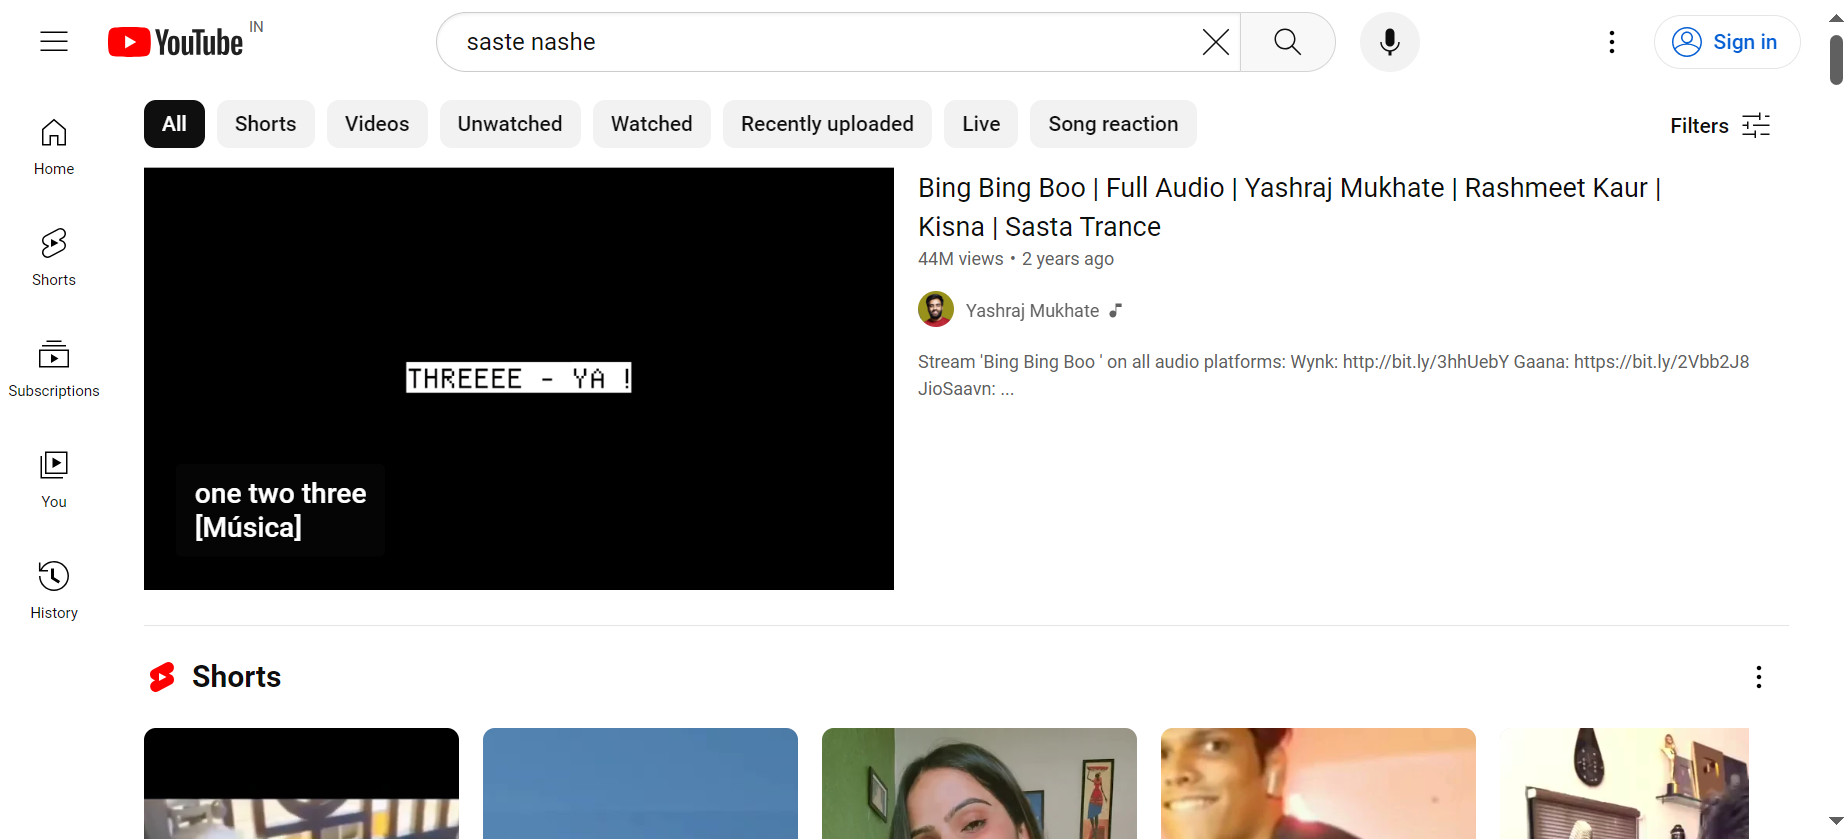 YouTube IN
saste nashe
Sign in
All Shorts Videos Unwatched Watched Recently uploaded Live Song reaction
Filters
Home
Shorts
Subscriptions
You
History
THREEEE - YA !
one two three
[Música]
Bing Bing Boo | Full Audio | Yashraj Mukhate | Rashmeet Kaur |
Kisna | Sasta Trance
44M views • 2 years ago
Yashraj Mukhate
Stream 'Bing Bing Boo ' on all audio platforms: Wynk: http://bit.ly/3hhUebY Gaana: https://bit.ly/2Vbb2J8
JioSaavn: ...
Shorts